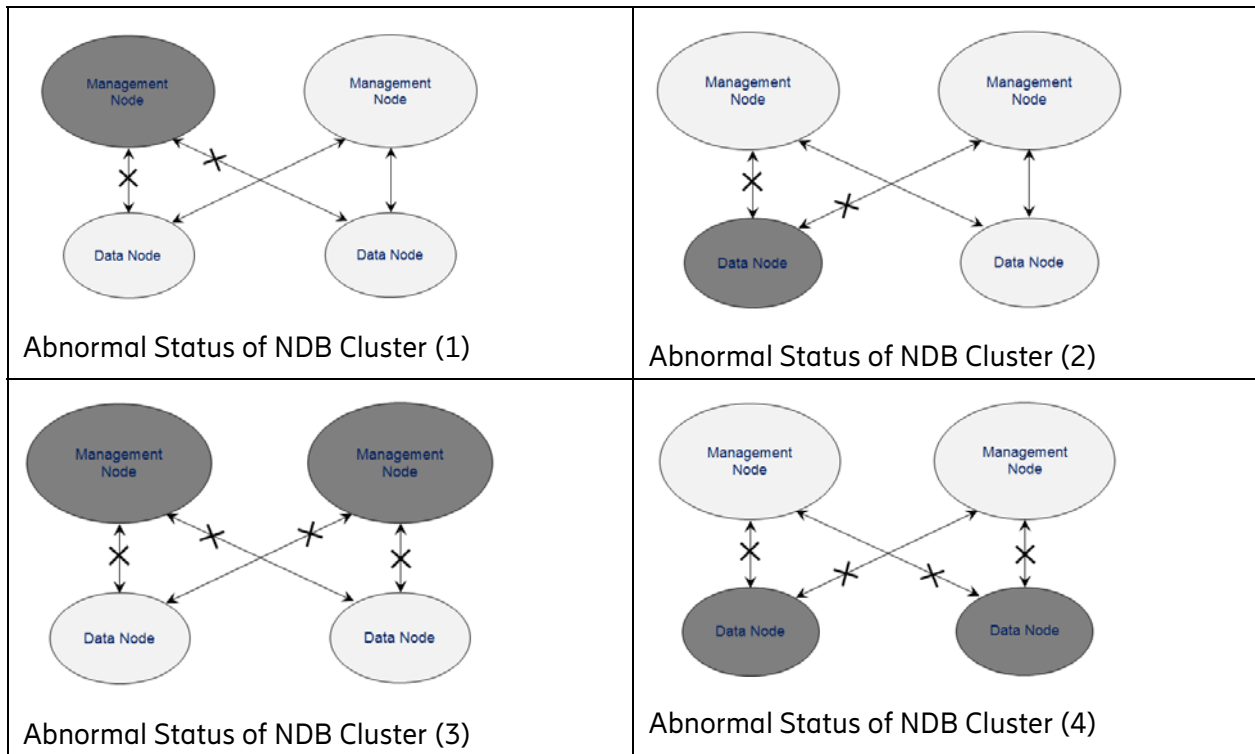 Management
Node
Management
Node
Data Node
Data Node
Abnormal Status of NDB Cluster (1)
Management
Node
Management
Node
Data Node
Data Node
Abnormal Status of NDB Cluster (2)
Management
Node
Management
Node
Data Node
Data Node
Abnormal Status of NDB Cluster (3)
Management
Node
Management
Node
Data Node
Data Node
Abnormal Status of NDB Cluster (4)